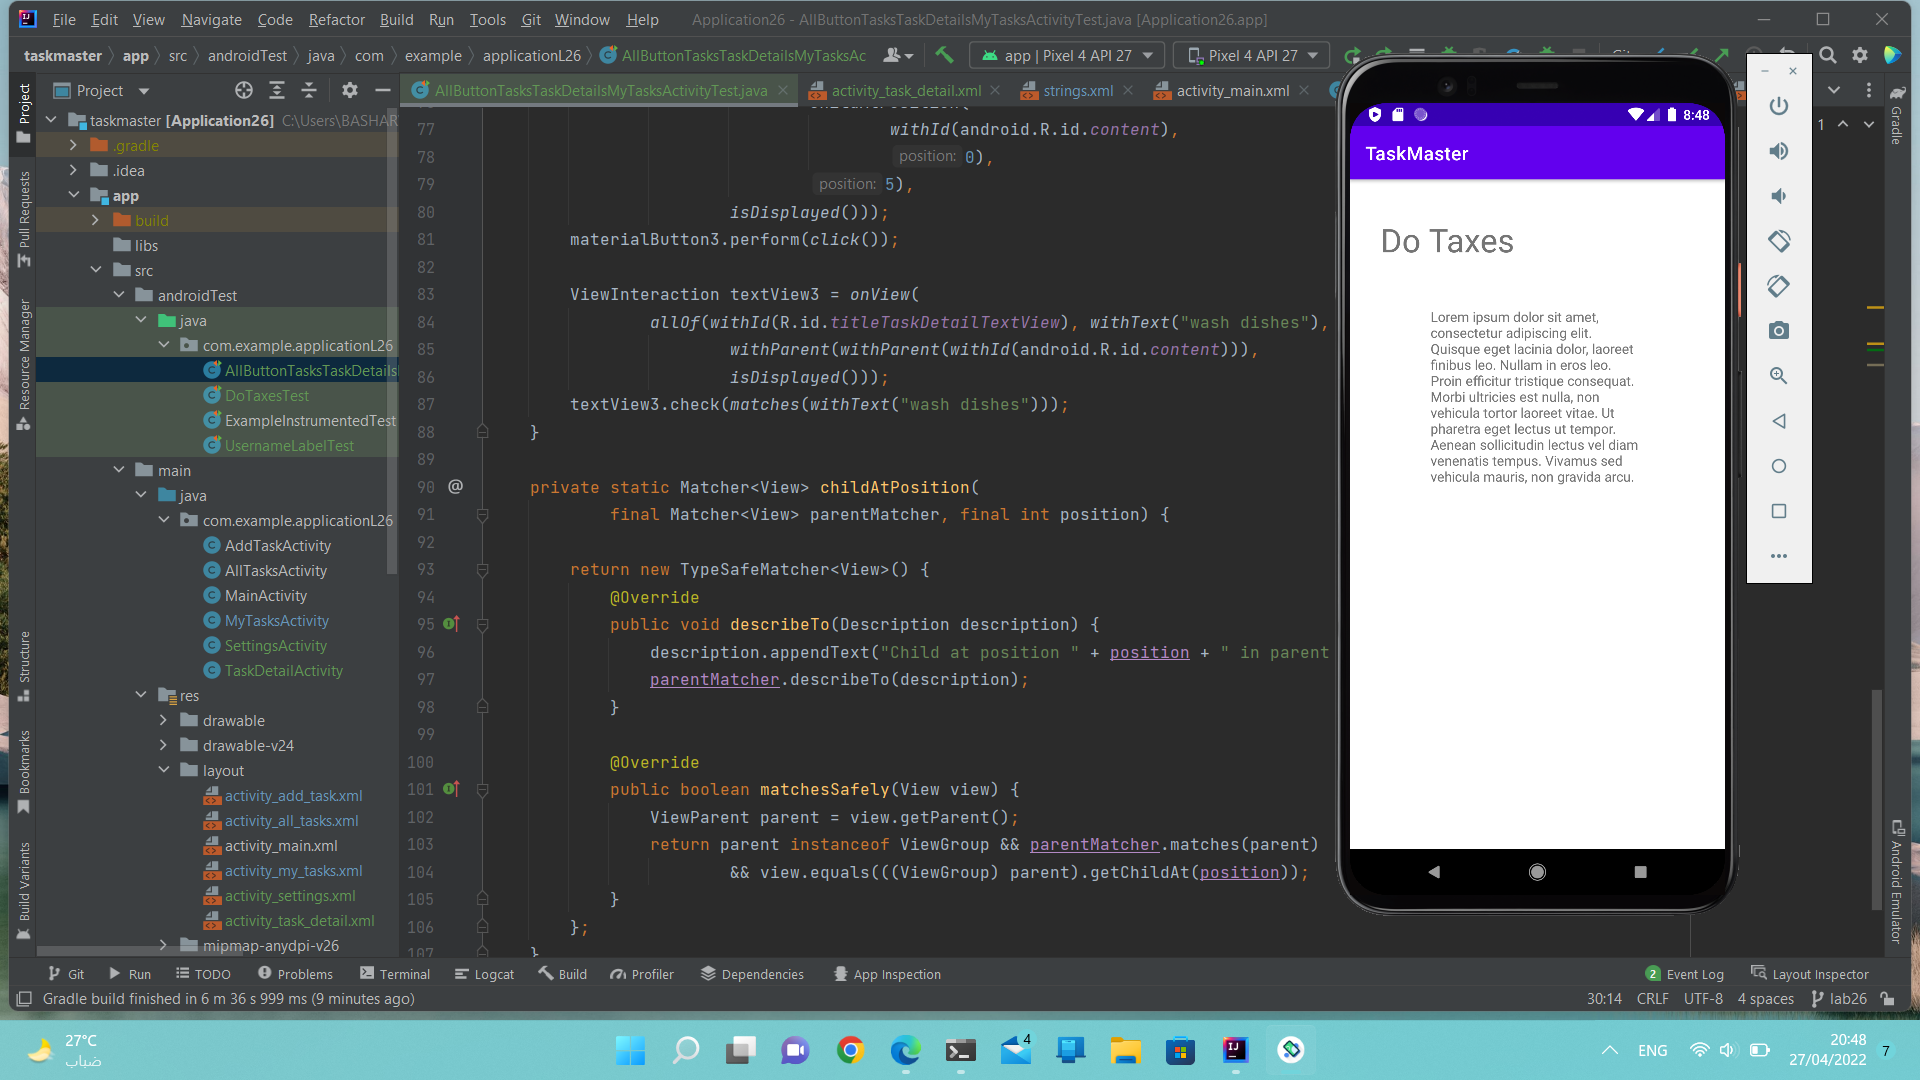 File Edit View Navigate Code Refactor Build Run Tools Git Window Help Application26 - AllButtonTasksTaskDetailsMyTasksActivityTest.java [Application26.app]
taskmaster app src androidTest java com example applicationL26 AllButtonTasksTaskDetailsMyTasksAc app | Pixel 4 API 27 Pixel 4 API 27
Project
AllButtonTasksTaskDetailsMyTasksActivityTest.java activity_task_detail.xml strings.xml activity_main.xml
taskmaster [Application26] C:\Users\BASHAR
.gradle
.idea
app
build
libs
src
androidTest
java
com.example.applicationL26
AllButtonTasksTaskDetails
DoTaxesTest
ExampleInstrumentedTest
UsernameLabelTest
main
java
com.example.applicationL26
AddTaskActivity
AllTasksActivity
MainActivity
MyTasksActivity
SettingsActivity
TaskDetailActivity
res
drawable
drawable-v24
layout
activity_add_task.xml
activity_all_tasks.xml
activity_main.xml
activity_my_tasks.xml
activity_settings.xml
activity_task_detail.xml
mipmap-anydpi-v26
Project
Pull Requests
Resource Manager
Structure
Bookmarks
Build Variants
77 withId(android.R.id.content),
78 position: 0),
79 position: 5),
80 isDisplayed()));
81 materialButton3.perform(click());
82
83 ViewInteraction textView3 = onView(
84 allOf(withId(R.id.titleTaskDetailTextView), withText("wash dishes"),
85 withParent(withParent(withId(android.R.id.content))),
86 isDisplayed()));
87 textView3.check(matches(withText("wash dishes")));
88 }
89
90 @ private static Matcher<View> childAtPosition(
91 final Matcher<View> parentMatcher, final int position) {
92
93 return new TypeSafeMatcher<View>() {
94 @Override
95 public void describeTo(Description description) {
96 description.appendText("Child at position " + position + " in parent
97 parentMatcher.describeTo(description);
98 }
99
100 @Override
101 public boolean matchesSafely(View view) {
102 ViewParent parent = view.getParent();
103 return parent instanceof ViewGroup && parentMatcher.matches(parent)
104 && view.equals(((ViewGroup) parent).getChildAt(position));
105 }
106 };
107 }
8:48
TaskMaster
Do Taxes
Lorem ipsum dolor sit amet,
consectetur adipiscing elit.
Quisque eget lacinia dolor, laoreet
finibus leo. Nullam in eros leo.
Proin efficitur tristique consequat.
Morbi ultricies est nulla, non
vehicula tortor laoreet vitae. Ut
pharetra eget lectus ut tempor.
Aenean sollicitudin lectus vel diam
venenatis tempus. Vivamus sed
vehicula mauris, non gravida arcu.
1
Gradle
Android Emulator
Git Run TODO Problems Terminal Logcat Build Profiler Dependencies App Inspection 2 Event Log Layout Inspector
Gradle build finished in 6 m 36 s 999 ms (9 minutes ago) 30:14 CRLF UTF-8 4 spaces lab26
27°C
ضباب
4
ENG
20:48
27/04/2022
7